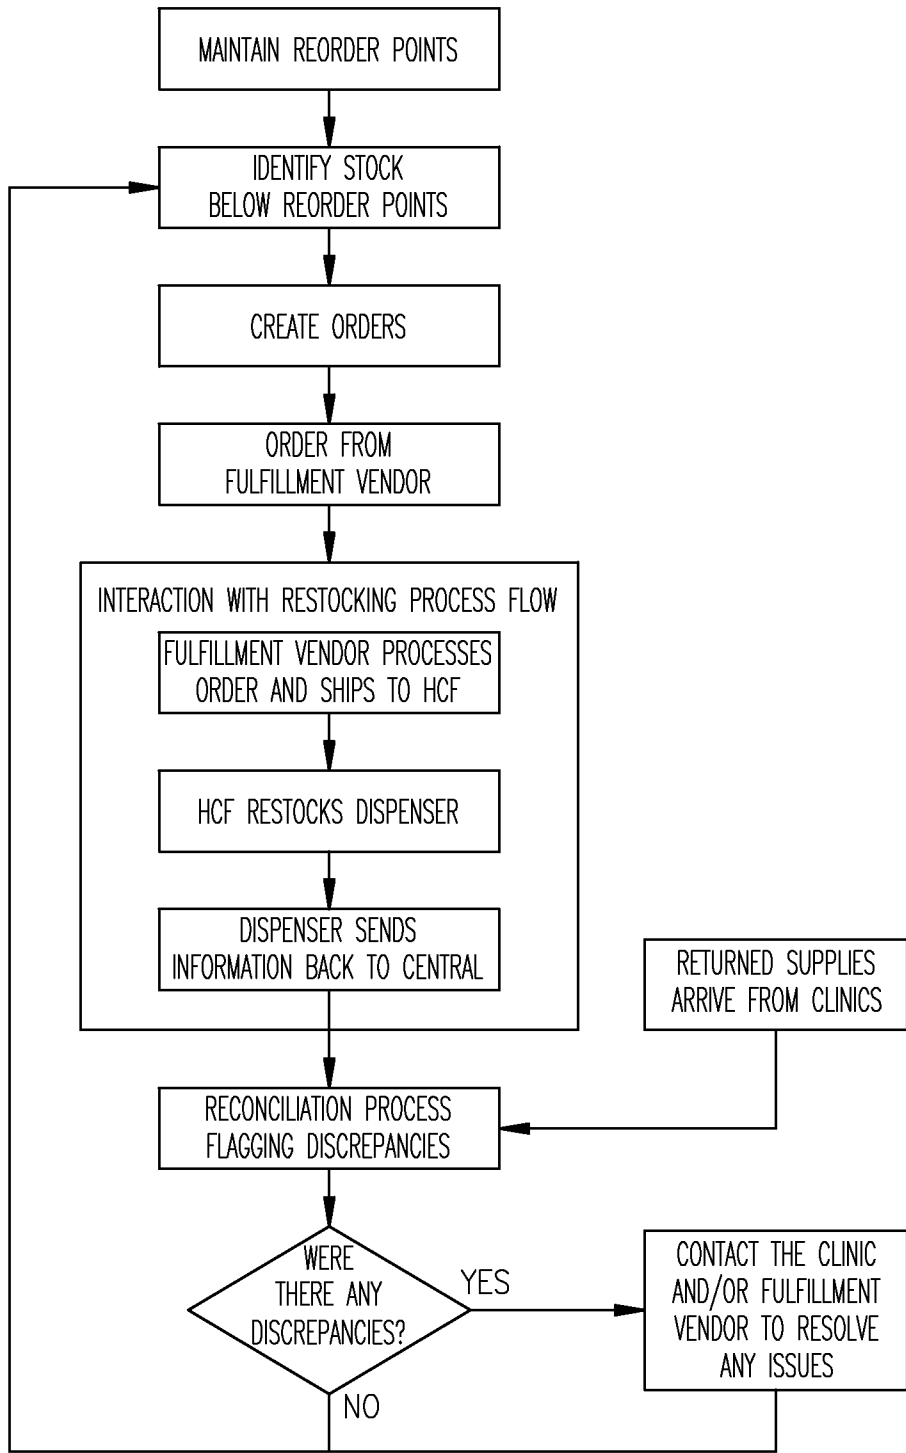 MAINTAIN REORDER POINTS
IDENTIFY STOCK
BELOW REORDER POINTS
CREATE ORDERS
ORDER FROM
FULFILLMENT VENDOR
INTERACTION WITH RESTOCKING PROCESS FLOW
FULFILLMENT VENDOR PROCESSES
ORDER AND SHIPS TO HCF
HCF RESTOCKS DISPENSER
DISPENSER SENDS
INFORMATION BACK TO CENTRAL
RETURNED SUPPLIES
ARRIVE FROM CLINICS
RECONCILIATION PROCESS
FLAGGING DISCREPANCIES
WERE
THERE ANY
DISCREPANCIES?
YES
CONTACT THE CLINIC
AND/OR FULFILLMENT
VENDOR TO RESOLVE
ANY ISSUES
NO